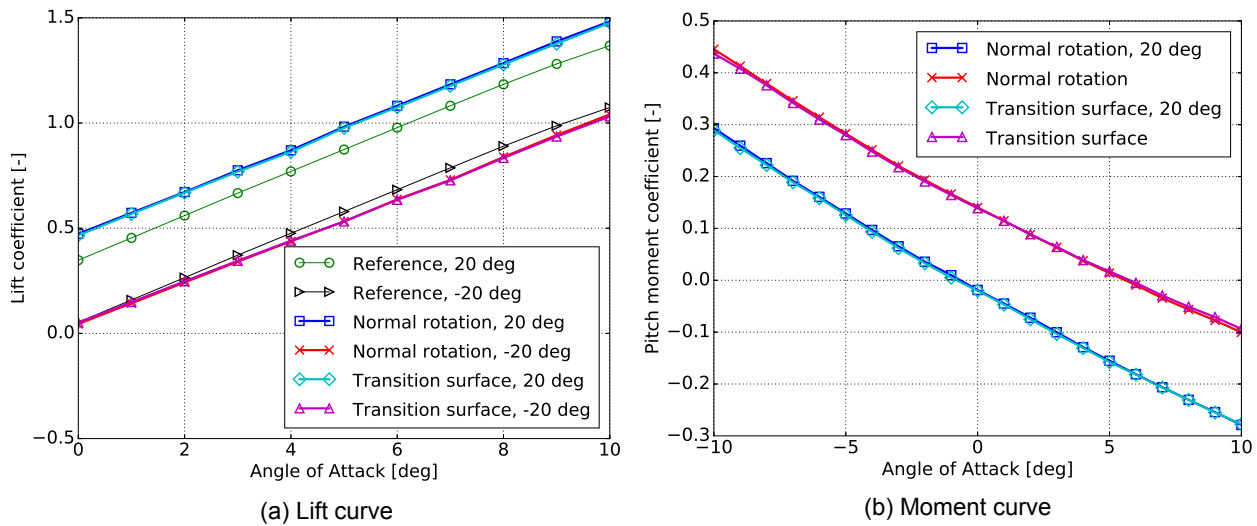 1.5
1.0
0.5
0.0
−0.5
Lift coefficient [-]
0 2 4 6 8 10
Angle of Attack [deg]
Reference, 20 deg
Reference, -20 deg
Normal rotation, 20 deg
Normal rotation, -20 deg
Transition surface, 20 deg
Transition surface, -20 deg
(a) Lift curve
0.5
0.4
0.3
0.2
0.1
0.0
−0.1
−0.2
−0.3
Pitch moment coefficient [-]
−10 −5 0 5 10
Angle of Attack [deg]
Normal rotation, 20 deg
Normal rotation
Transition surface, 20 deg
Transition surface
(b) Moment curve